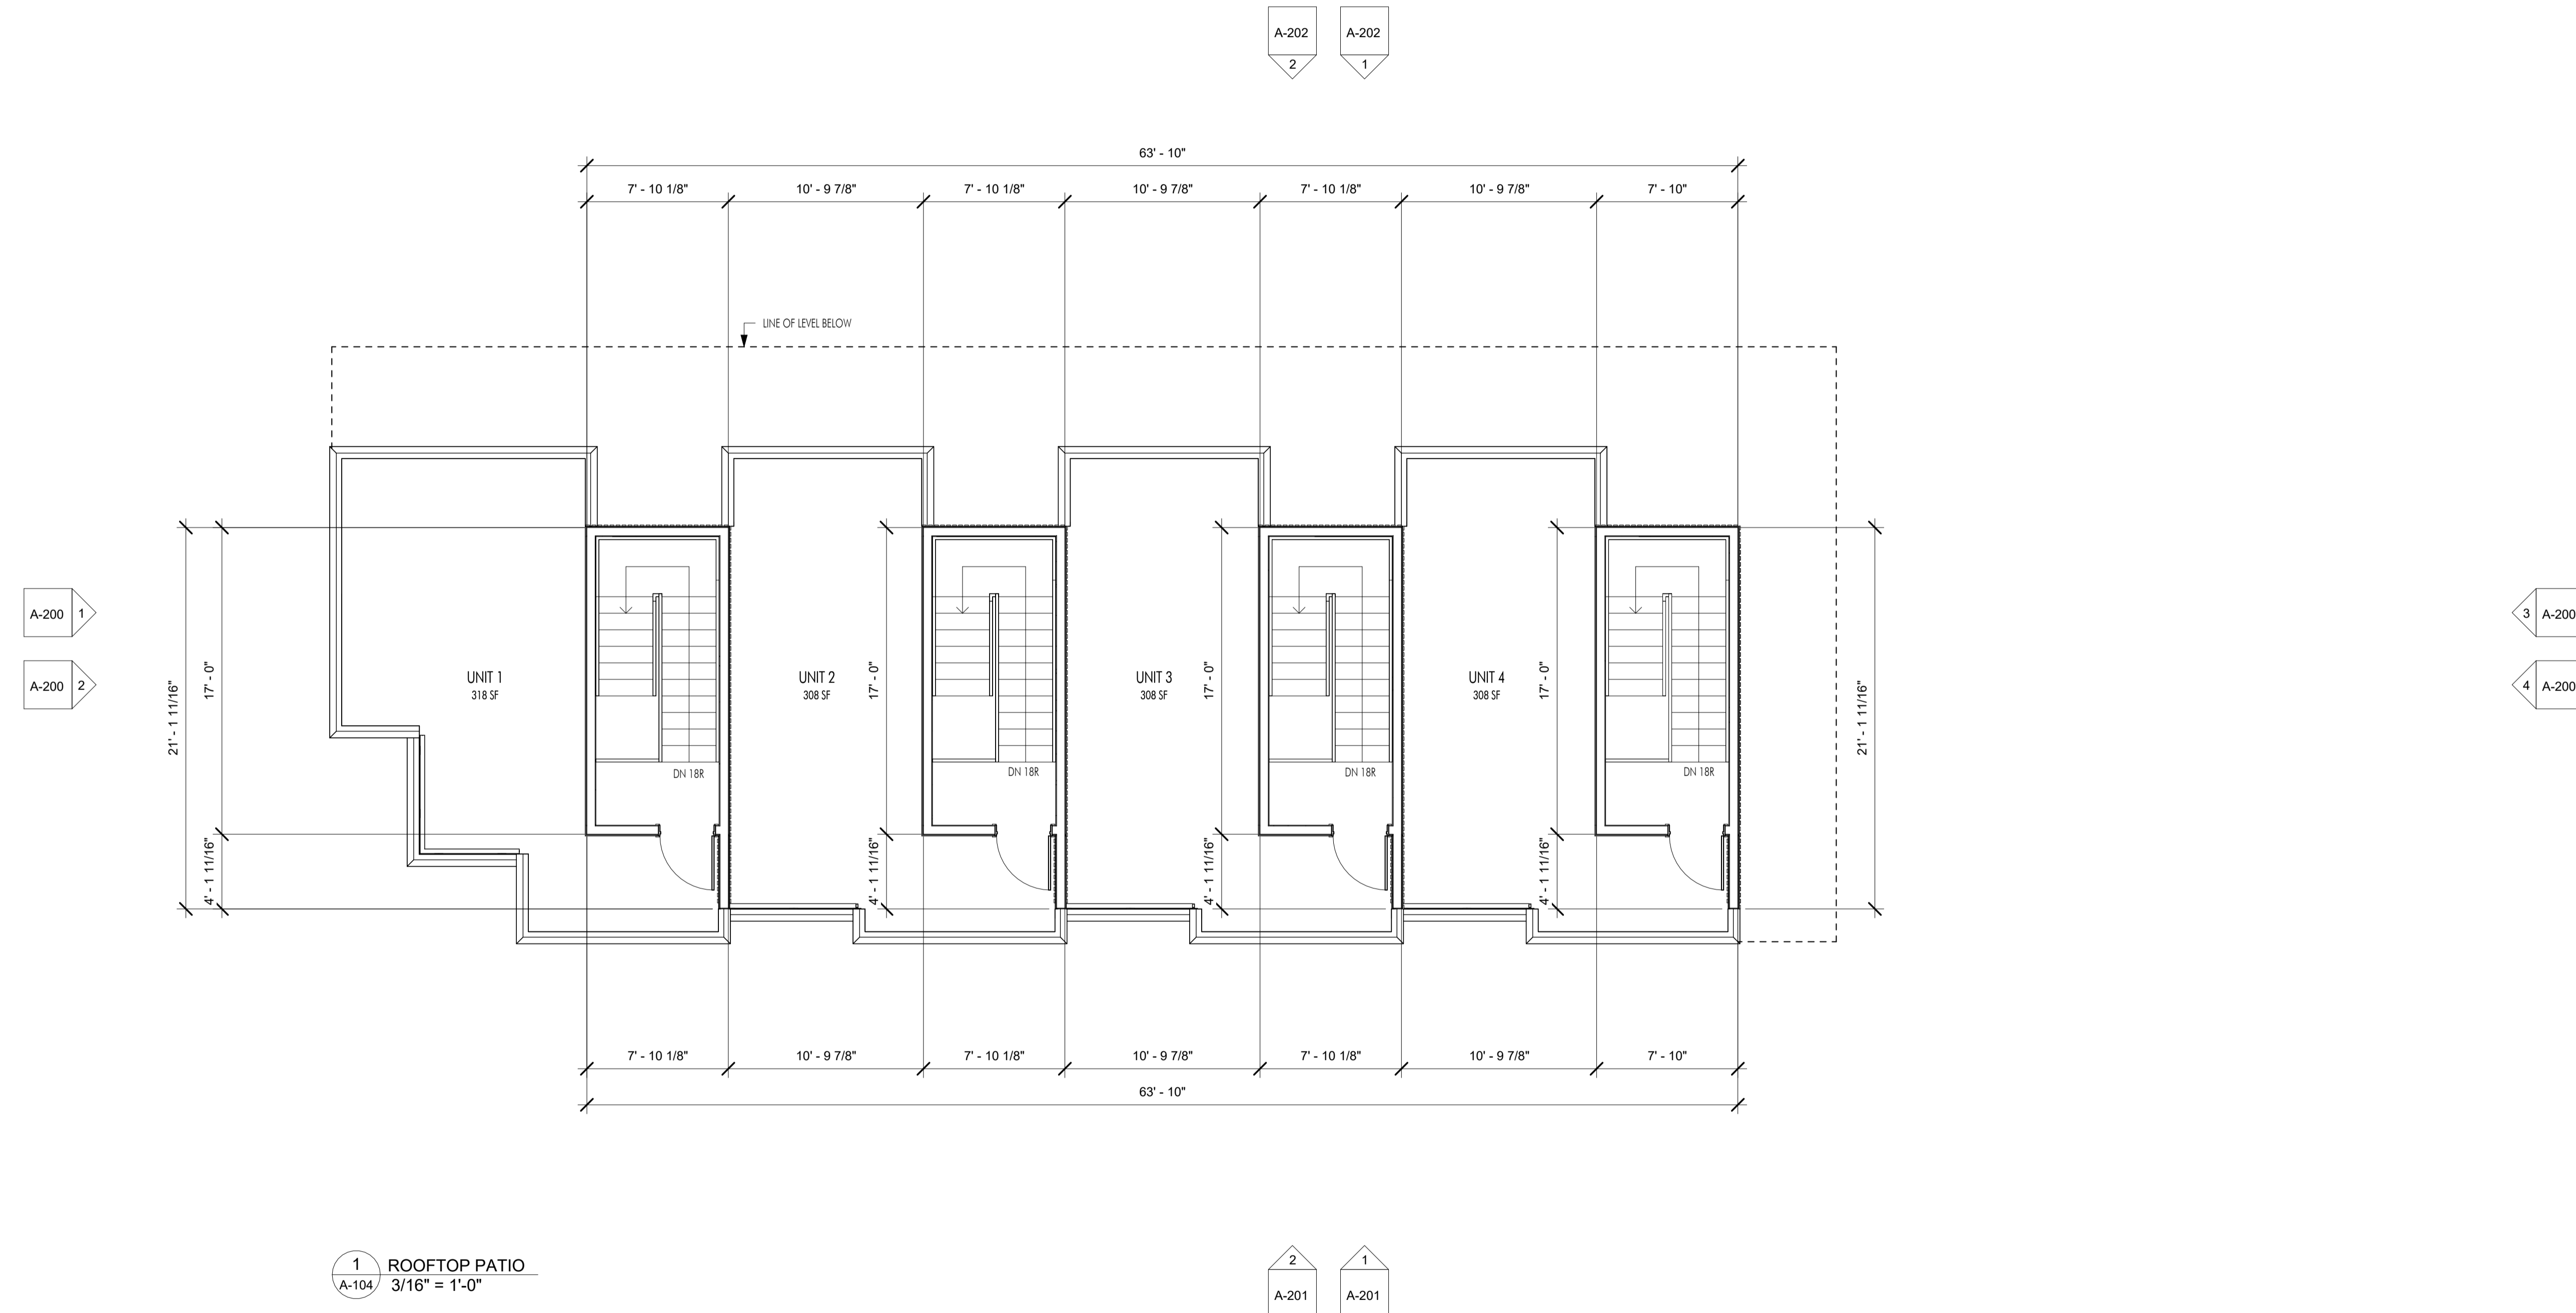 A-202 A-202
2 1
63' - 10"
7' - 10 1/8" 10' - 9 7/8" 7' - 10 1/8" 10' - 9 7/8" 7' - 10 1/8" 10' - 9 7/8" 7' - 10"
LINE OF LEVEL BELOW
A-200 1
A-200 2
3 A-200
4 A-200
21' - 1 11/16"
17' - 0"
4' - 1 11/16"
UNIT 1
318 SF
DN 18R
UNIT 2
308 SF
17' - 0"
4' - 1 11/16"
DN 18R
UNIT 3
308 SF
17' - 0"
4' - 1 11/16"
DN 18R
UNIT 4
308 SF
17' - 0"
4' - 1 11/16"
DN 18R
21' - 1 11/16"
7' - 10 1/8" 10' - 9 7/8" 7' - 10 1/8" 10' - 9 7/8" 7' - 10 1/8" 10' - 9 7/8" 7' - 10"
63' - 10"
1 ROOFTOP PATIO
A-104 3/16" = 1'-0"
2 1
A-201 A-201